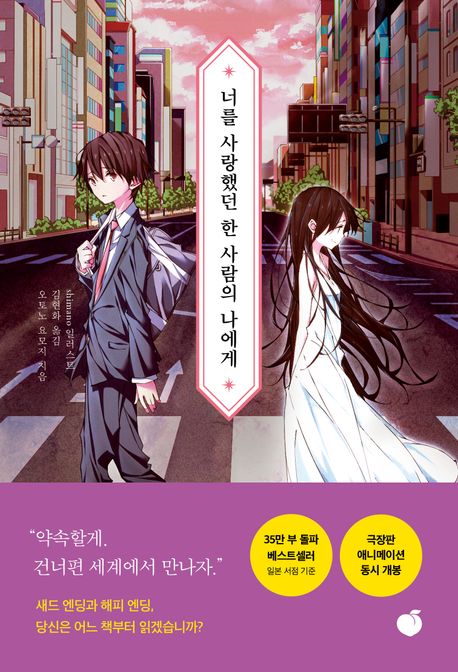 너를 사랑했던 한 사람의 나에게
오토노 요모지 지음
김현화 옮김
shimano 일러스트
“약속할게.
건너편 세계에서 만나자.”
새드 엔딩과 해피 엔딩,
당신은 어느 책부터 읽겠습니까?
35만 부 돌파
베스트셀러
일본 서점 기준
극장판
애니메이션
동시 개봉